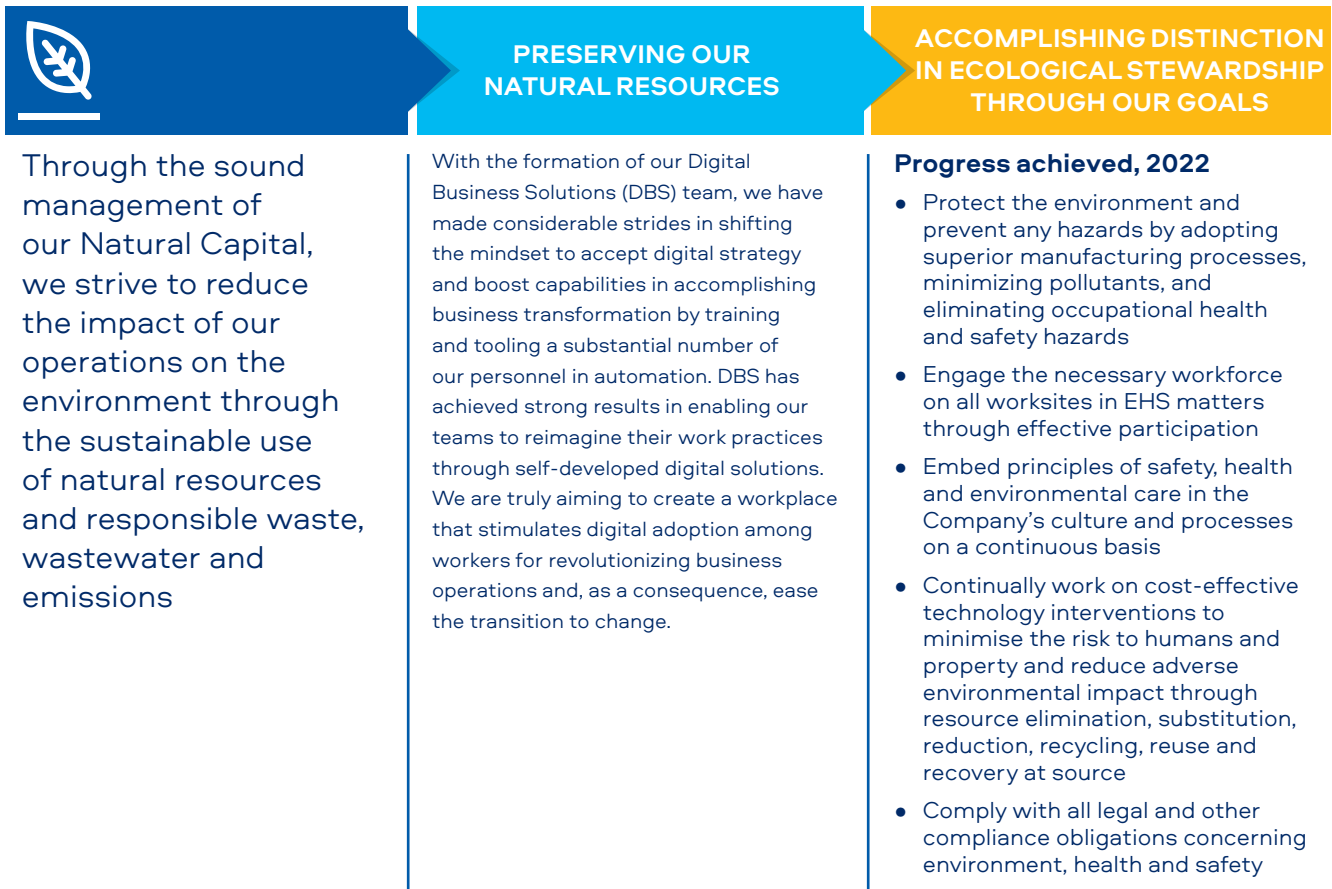 PRESERVING OUR
NATURAL RESOURCES
ACCOMPLISHING DISTINCTION
IN ECOLOGICAL STEWARDSHIP
THROUGH OUR GOALS
Through the sound
management of
our Natural Capital,
we strive to reduce
the impact of our
operations on the
environment through
the sustainable use
of natural resources
and responsible waste,
wastewater and
emissions
With the formation of our Digital
Business Solutions (DBS) team, we have
made considerable strides in shifting
the mindset to accept digital strategy
and boost capabilities in accomplishing
business transformation by training
and tooling a substantial number of
our personnel in automation. DBS has
achieved strong results in enabling our
teams to reimagine their work practices
through self-developed digital solutions.
We are truly aiming to create a workplace
that stimulates digital adoption among
workers for revolutionizing business
operations and, as a consequence, ease
the transition to change.
Progress achieved, 2022
● Protect the environment and
prevent any hazards by adopting
superior manufacturing processes,
minimizing pollutants, and
eliminating occupational health
and safety hazards
● Engage the necessary workforce
on all worksites in EHS matters
through effective participation
● Embed principles of safety, health
and environmental care in the
Company's culture and processes
on a continuous basis
● Continually work on cost-effective
technology interventions to
minimise the risk to humans and
property and reduce adverse
environmental impact through
resource elimination, substitution,
reduction, recycling, reuse and
recovery at source
● Comply with all legal and other
compliance obligations concerning
environment, health and safety